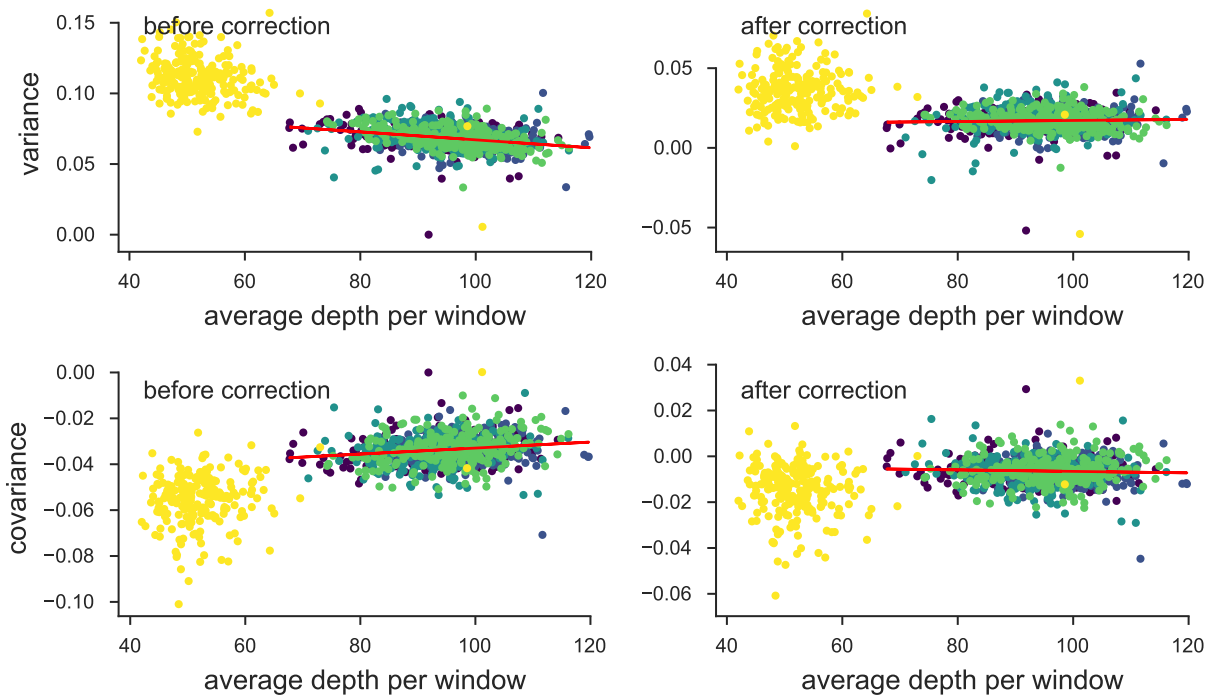 before correction
after correction
0.15
0.10
0.05
0.00
variance
0.05
0.00
−0.05
40 60 80 100 120
40 60 80 100 120
average depth per window
average depth per window
before correction
after correction
0.00
−0.02
−0.04
−0.06
−0.08
−0.10
covariance
0.04
0.02
0.00
−0.02
−0.04
−0.06
40 60 80 100 120
40 60 80 100 120
average depth per window
average depth per window